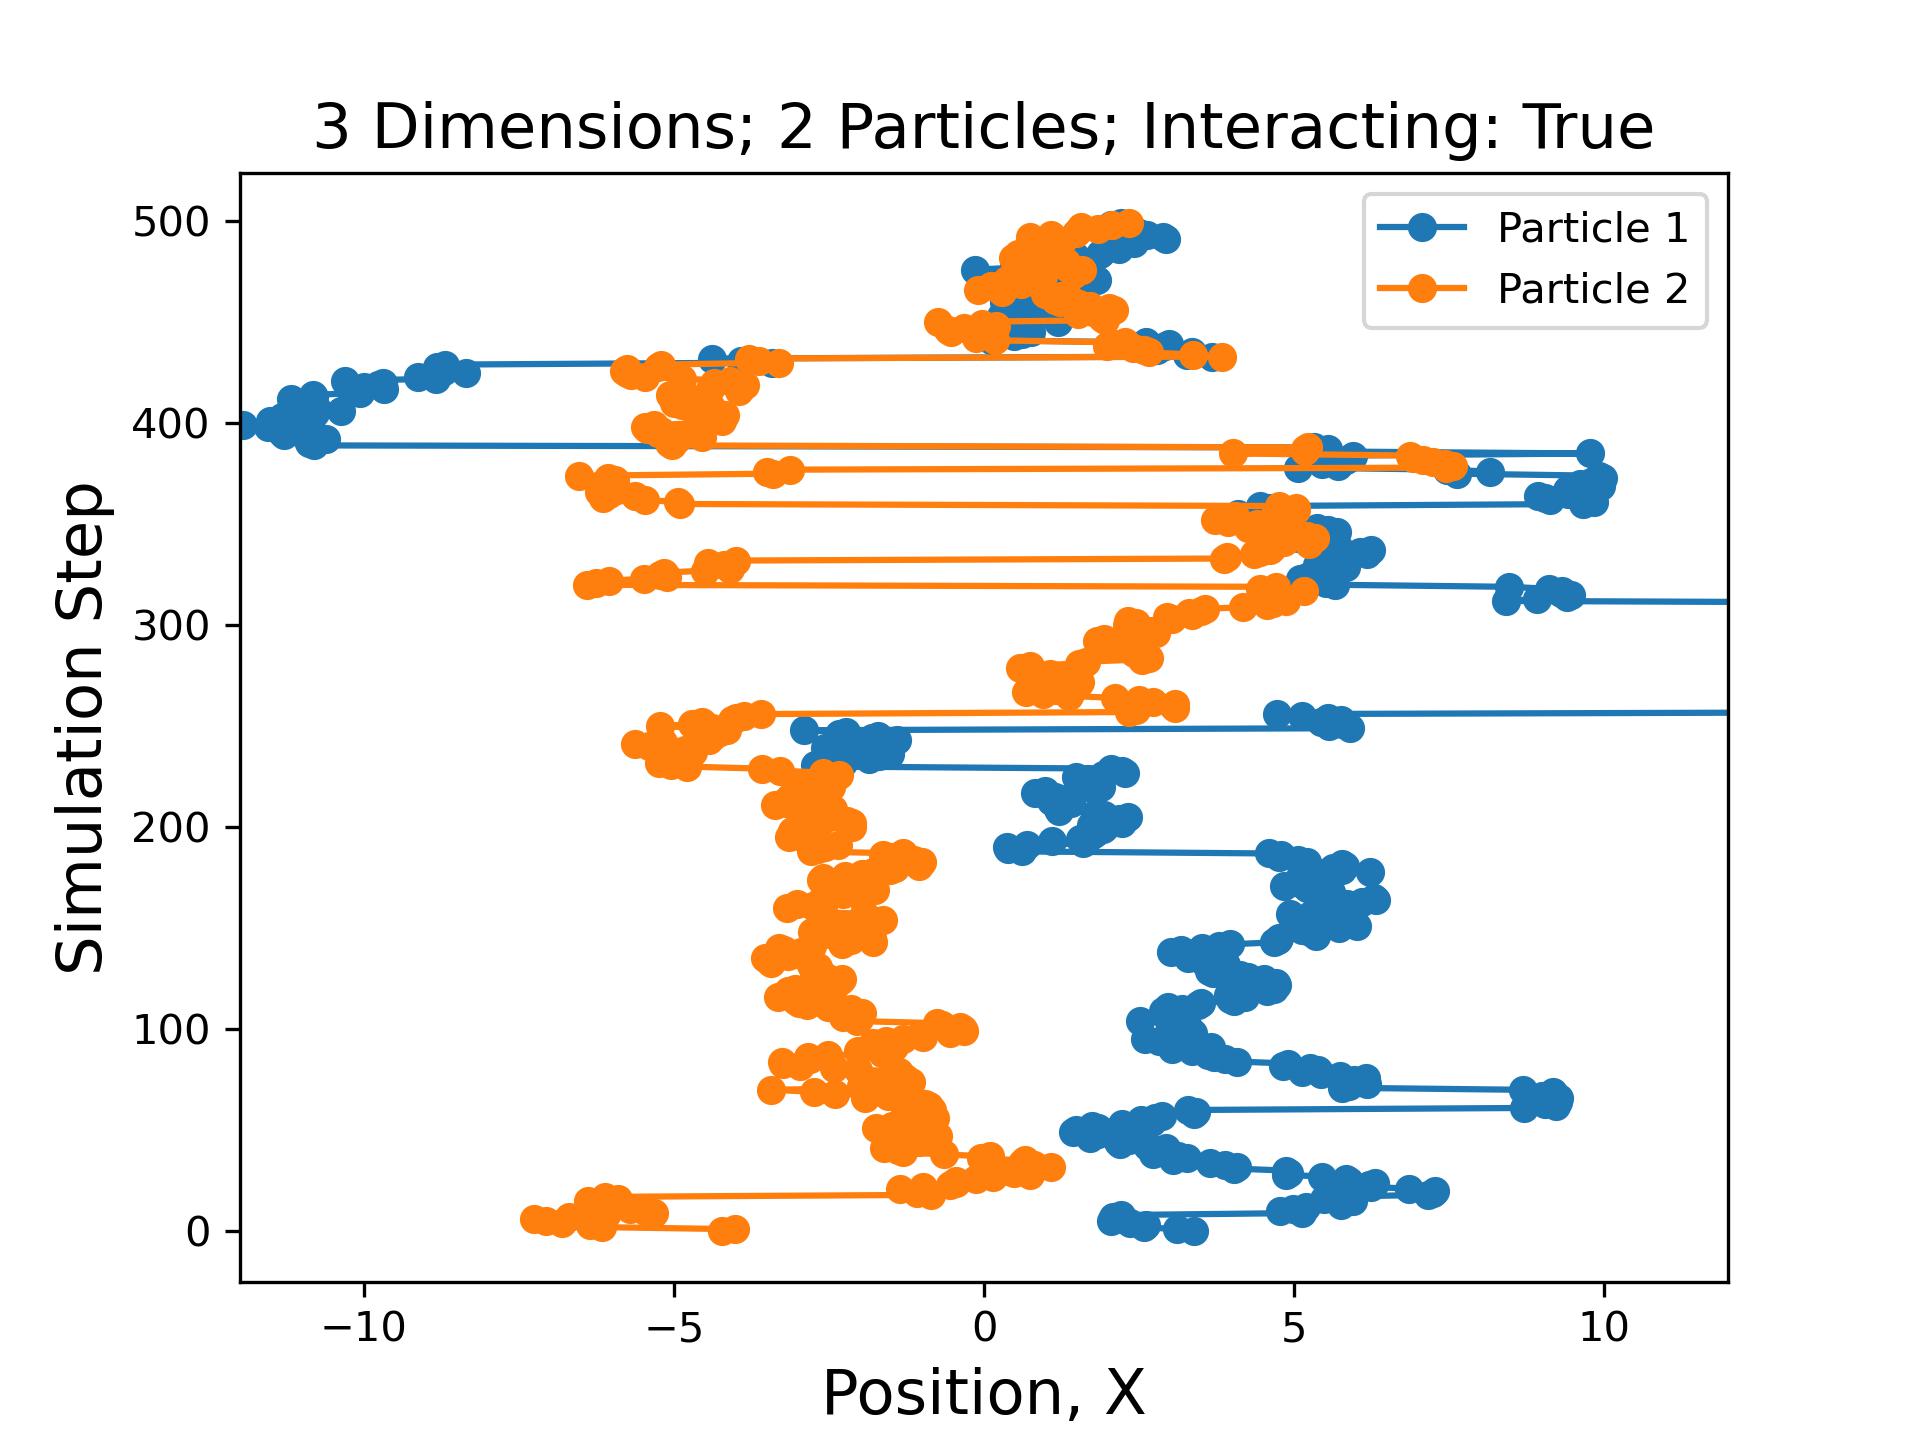 3 Dimensions; 2 Particles; Interacting: True
Particle 1
Particle 2
Simulation Step
500
400
300
200
100
0
−10
−5
0
5
10
Position, X